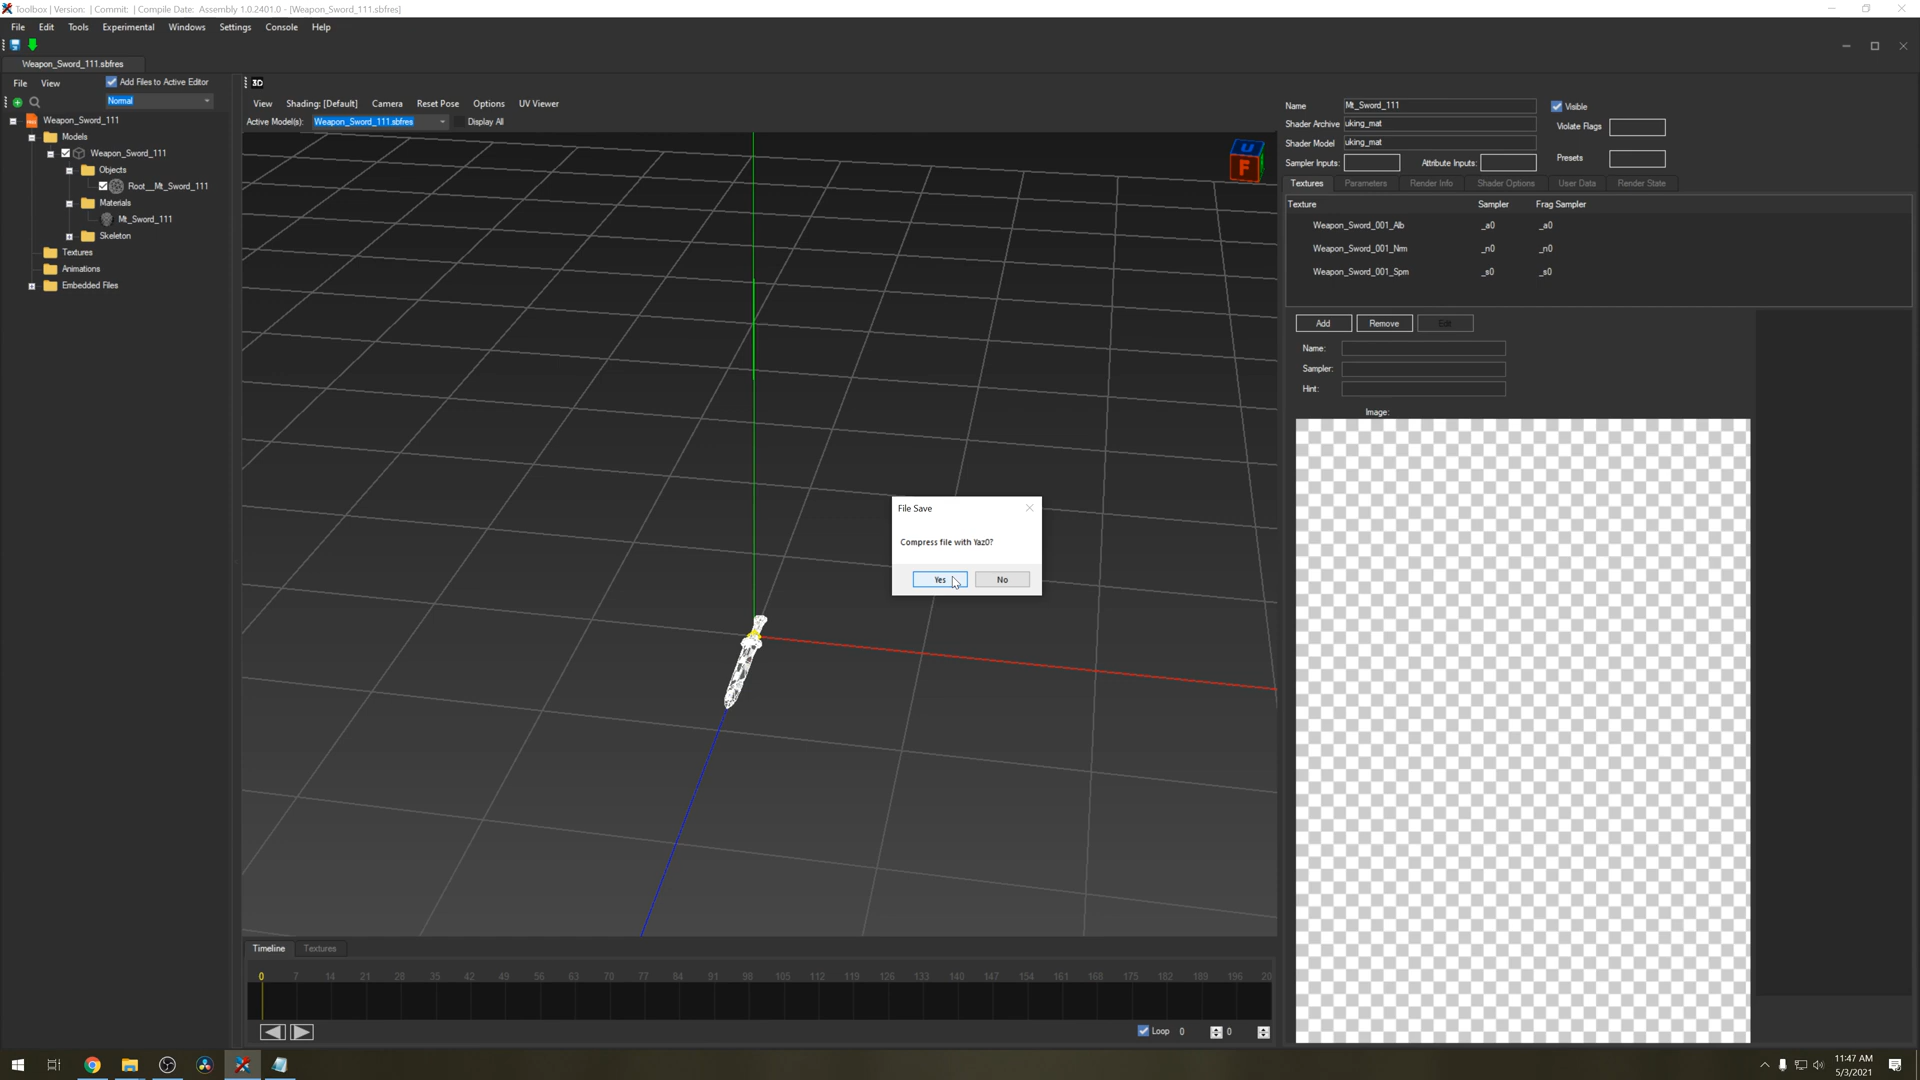 Toolbox | Version: | Commit: | Compile Date: Assembly 1.0.2401.0 - [Weapon_Sword_111.sbfres]
File Edit Tools Experimental Windows Settings Console Help
Weapon_Sword_111.sbfres
File View Add Files to Active Editor
Normal
Weapon_Sword_111
Models
Weapon_Sword_111
Objects
Root__Mt_Sword_111
Materials
Mt_Sword_111
Skeleton
Textures
Animations
Embedded Files
3D
View Shading: [Default] Camera Reset Pose Options UV Viewer
Active Model(s): Weapon_Sword_111.sbfres Display All
U
F
File Save
Compress file with Yaz0?
Yes No
Name Mt_Sword_111 Visible
Shader Archive uking_mat Violate Flags
Shader Model uking_mat
Sampler Inputs: Attribute Inputs: Presets
Textures Parameters Render Info Shader Options User Data Render State
Texture Sampler Frag Sampler
Weapon_Sword_001_Alb _a0 _a0
Weapon_Sword_001_Nrm _n0 _n0
Weapon_Sword_001_Spm _s0 _s0
Add Remove Edit
Name:
Sampler:
Hint:
Image:
Timeline Textures
0 7 14 21 28 35 42 49 56 63 70 77 84 91 98 105 112 119 126 133 140 147 154 161 168 175 182 189 196 20
Loop 0 0
11:47 AM
5/3/2021